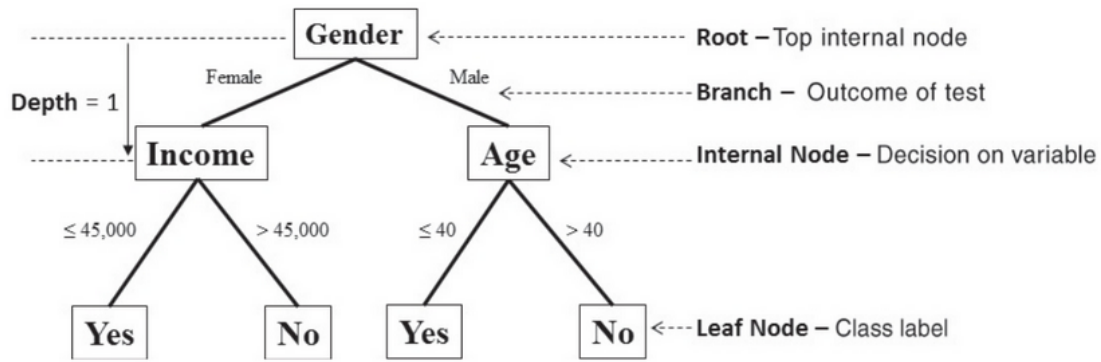 Gender
Root – Top internal node
Female
Male
Branch – Outcome of test
Depth = 1
Income
Age
Internal Node – Decision on variable
≤ 45,000
> 45,000
≤ 40
> 40
Yes
No
Yes
No
Leaf Node – Class label